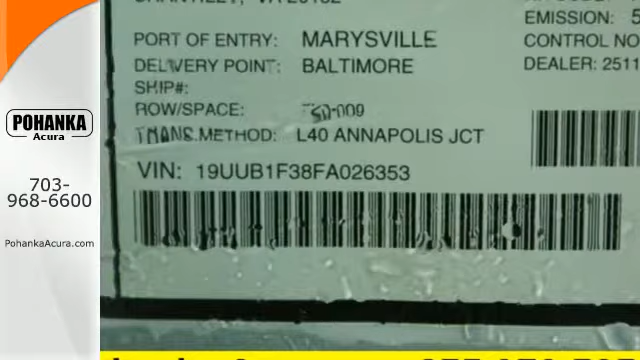 EMISSION: 5
PORT OF ENTRY: MARYSVILLE
CONTROL NO
DELIVERY POINT: BALTIMORE
DEALER: 2511
SHIP#:
ROW/SPACE:
TRANS.METHOD: L40 ANNAPOLIS JCT
VIN: 19UUB1F38FA026353
POHANKA
Acura
703-
968-6600
PohankaAcura.com